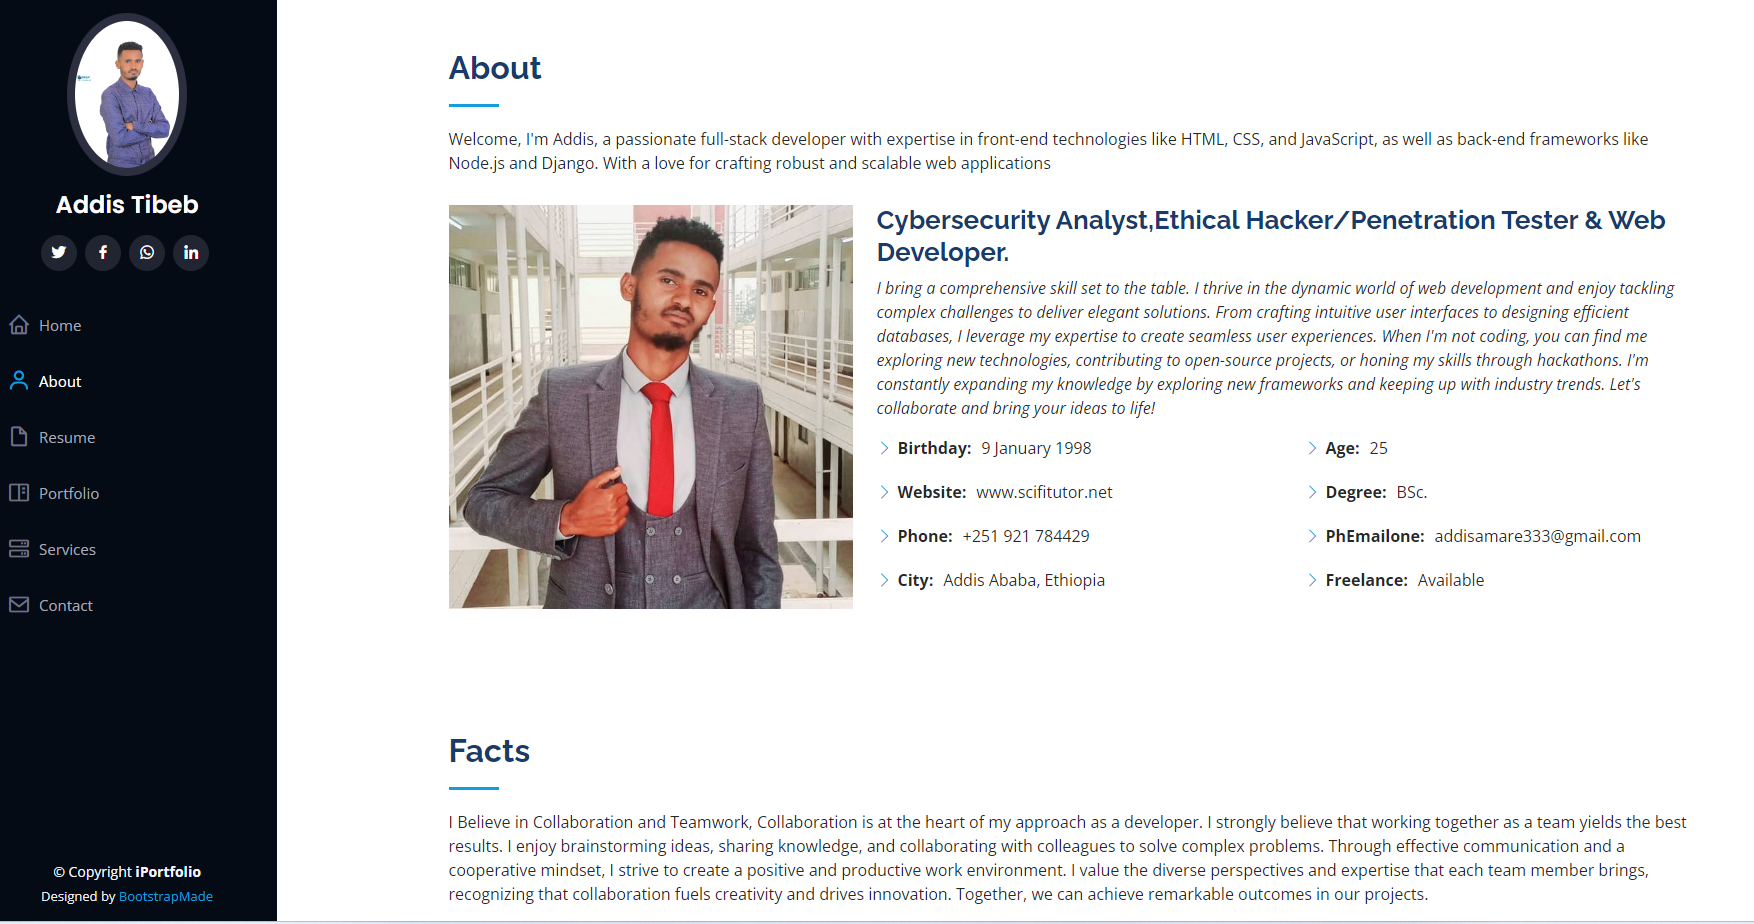 Addis Tibeb
Home
About
Resume
Portfolio
Services
Contact
© Copyright iPortfolio
Designed by BootstrapMade
About
Welcome, I'm Addis, a passionate full-stack developer with expertise in front-end technologies like HTML, CSS, and JavaScript, as well as back-end frameworks like
Node.js and Django. With a love for crafting robust and scalable web applications
Cybersecurity Analyst,Ethical Hacker/Penetration Tester & Web
Developer.
I bring a comprehensive skill set to the table. I thrive in the dynamic world of web development and enjoy tackling
complex challenges to deliver elegant solutions. From crafting intuitive user interfaces to designing efficient
databases, I leverage my expertise to create seamless user experiences. When I'm not coding, you can find me
exploring new technologies, contributing to open-source projects, or honing my skills through hackathons. I'm
constantly expanding my knowledge by exploring new frameworks and keeping up with industry trends. Let's
collaborate and bring your ideas to life!
Birthday: 9 January 1998
Website: www.scifitutor.net
Phone: +251 921 784429
City: Addis Ababa, Ethiopia
Age: 25
Degree: BSc.
PhEmailone: addisamare333@gmail.com
Freelance: Available
Facts
I Believe in Collaboration and Teamwork, Collaboration is at the heart of my approach as a developer. I strongly believe that working together as a team yields the best
results. I enjoy brainstorming ideas, sharing knowledge, and collaborating with colleagues to solve complex problems. Through effective communication and a
cooperative mindset, I strive to create a positive and productive work environment. I value the diverse perspectives and expertise that each team member brings,
recognizing that collaboration fuels creativity and drives innovation. Together, we can achieve remarkable outcomes in our projects.